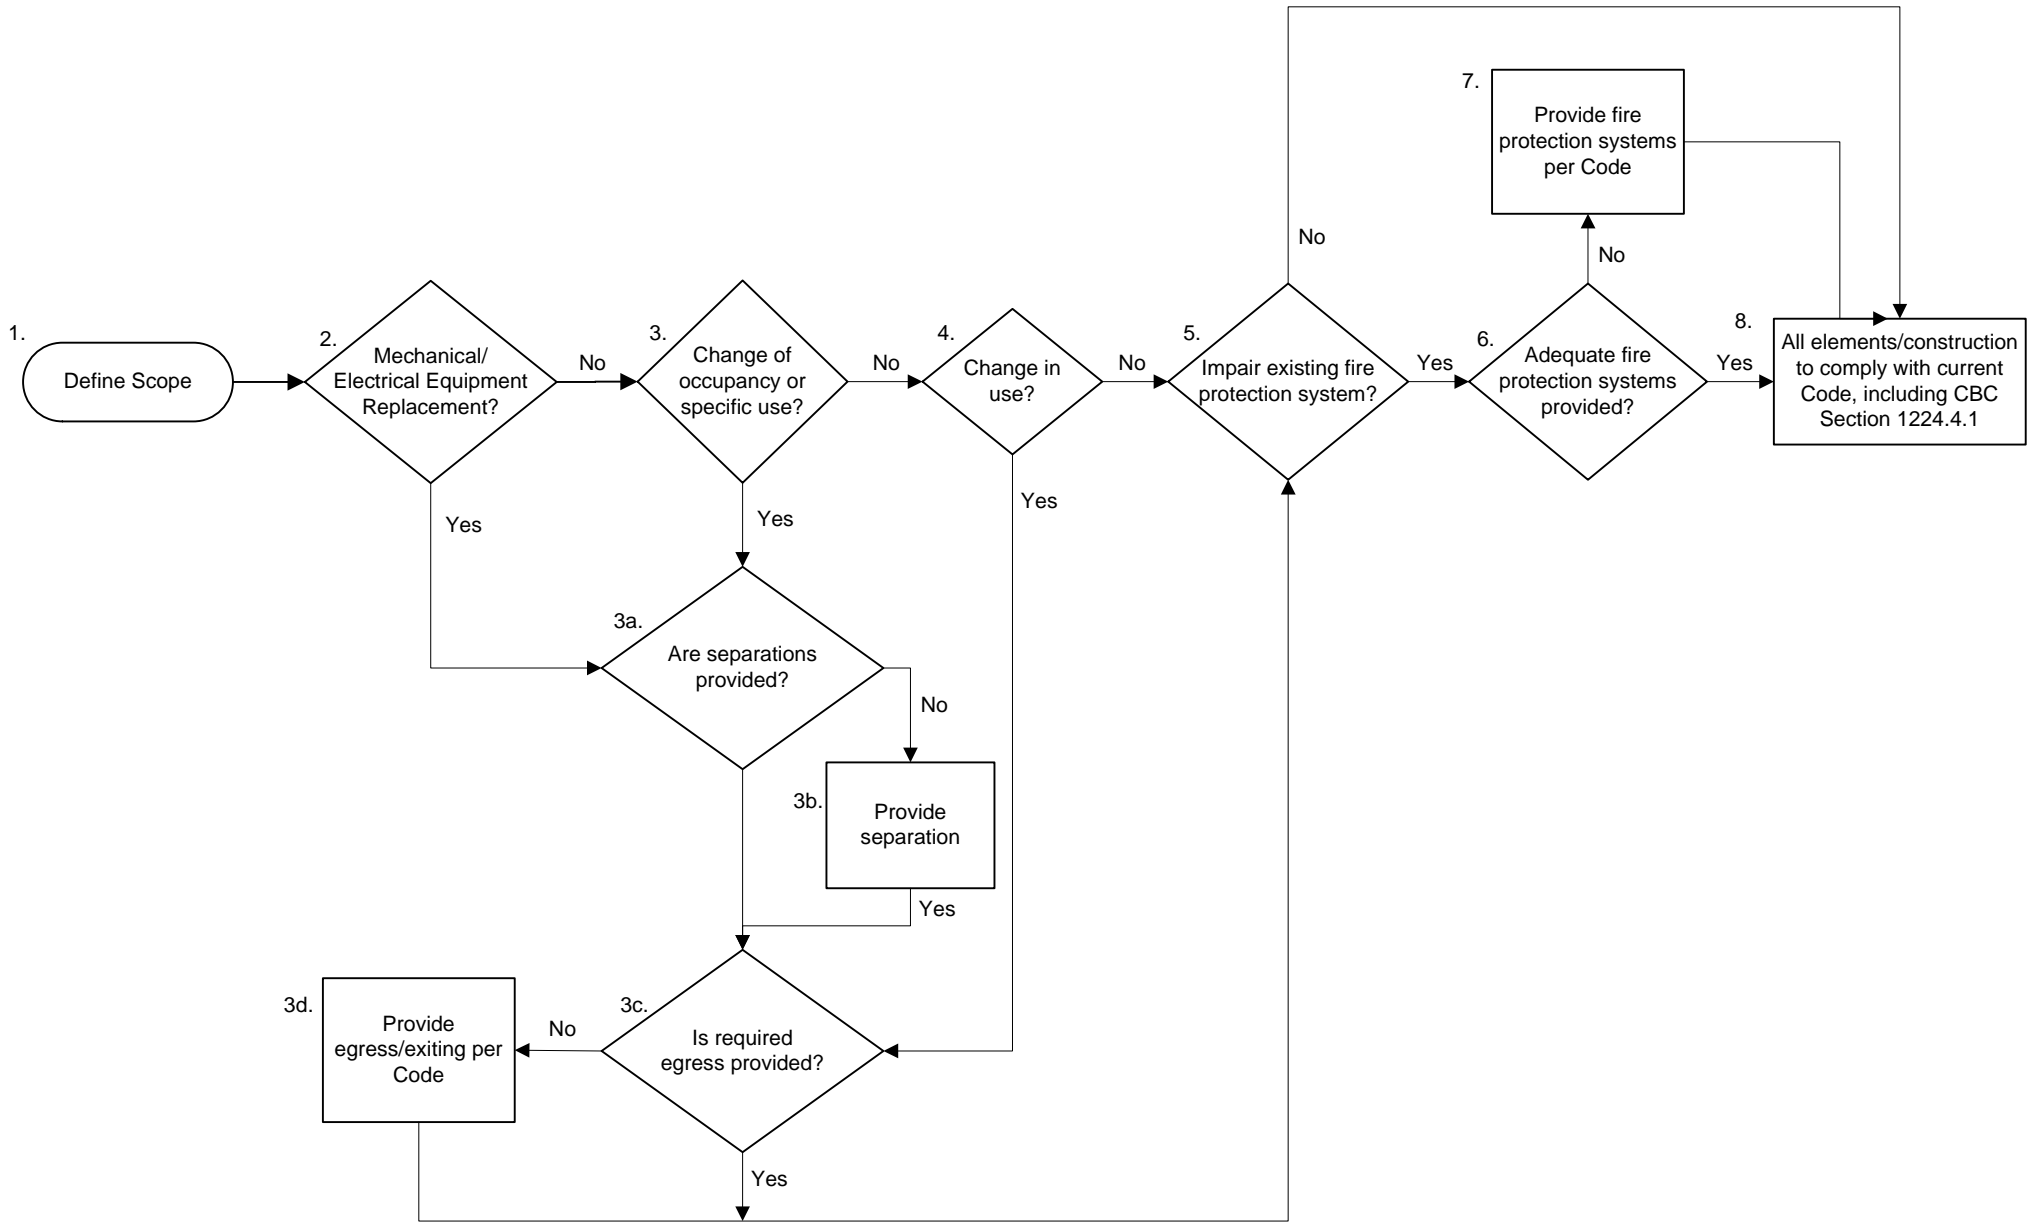 1.
Define Scope
2.
Mechanical/
Electrical Equipment
Replacement?
No
Yes
3.
Change of
occupancy or
specific use?
No
Yes
4.
Change in
use?
No
Yes
5.
Impair existing fire
protection system?
No
Yes
6.
Adequate fire
protection systems
provided?
No
Yes
7.
Provide fire
protection systems
per Code
8.
All elements/construction
to comply with current
Code, including CBC
Section 1224.4.1
3a.
Are separations
provided?
No
3b.
Provide
separation
Yes
3c.
Is required
egress provided?
No
Yes
3d.
Provide
egress/exiting per
Code